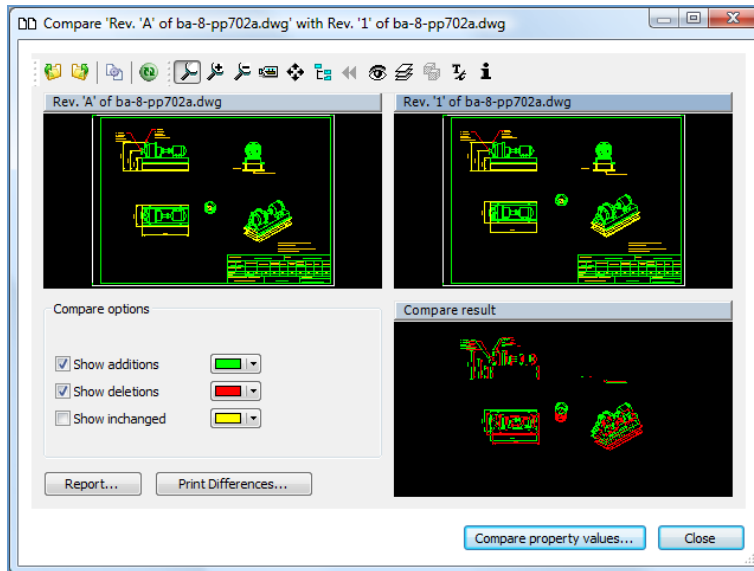 Compare 'Rev. 'A' of ba-8-pp702a.dwg' with Rev. '1' of ba-8-pp702a.dwg
Rev. 'A' of ba-8-pp702a.dwg
Rev. '1' of ba-8-pp702a.dwg
Compare options
Compare result
Show additions
Show deletions
Show inchanged
Report...
Print Differences...
Compare property values...
Close